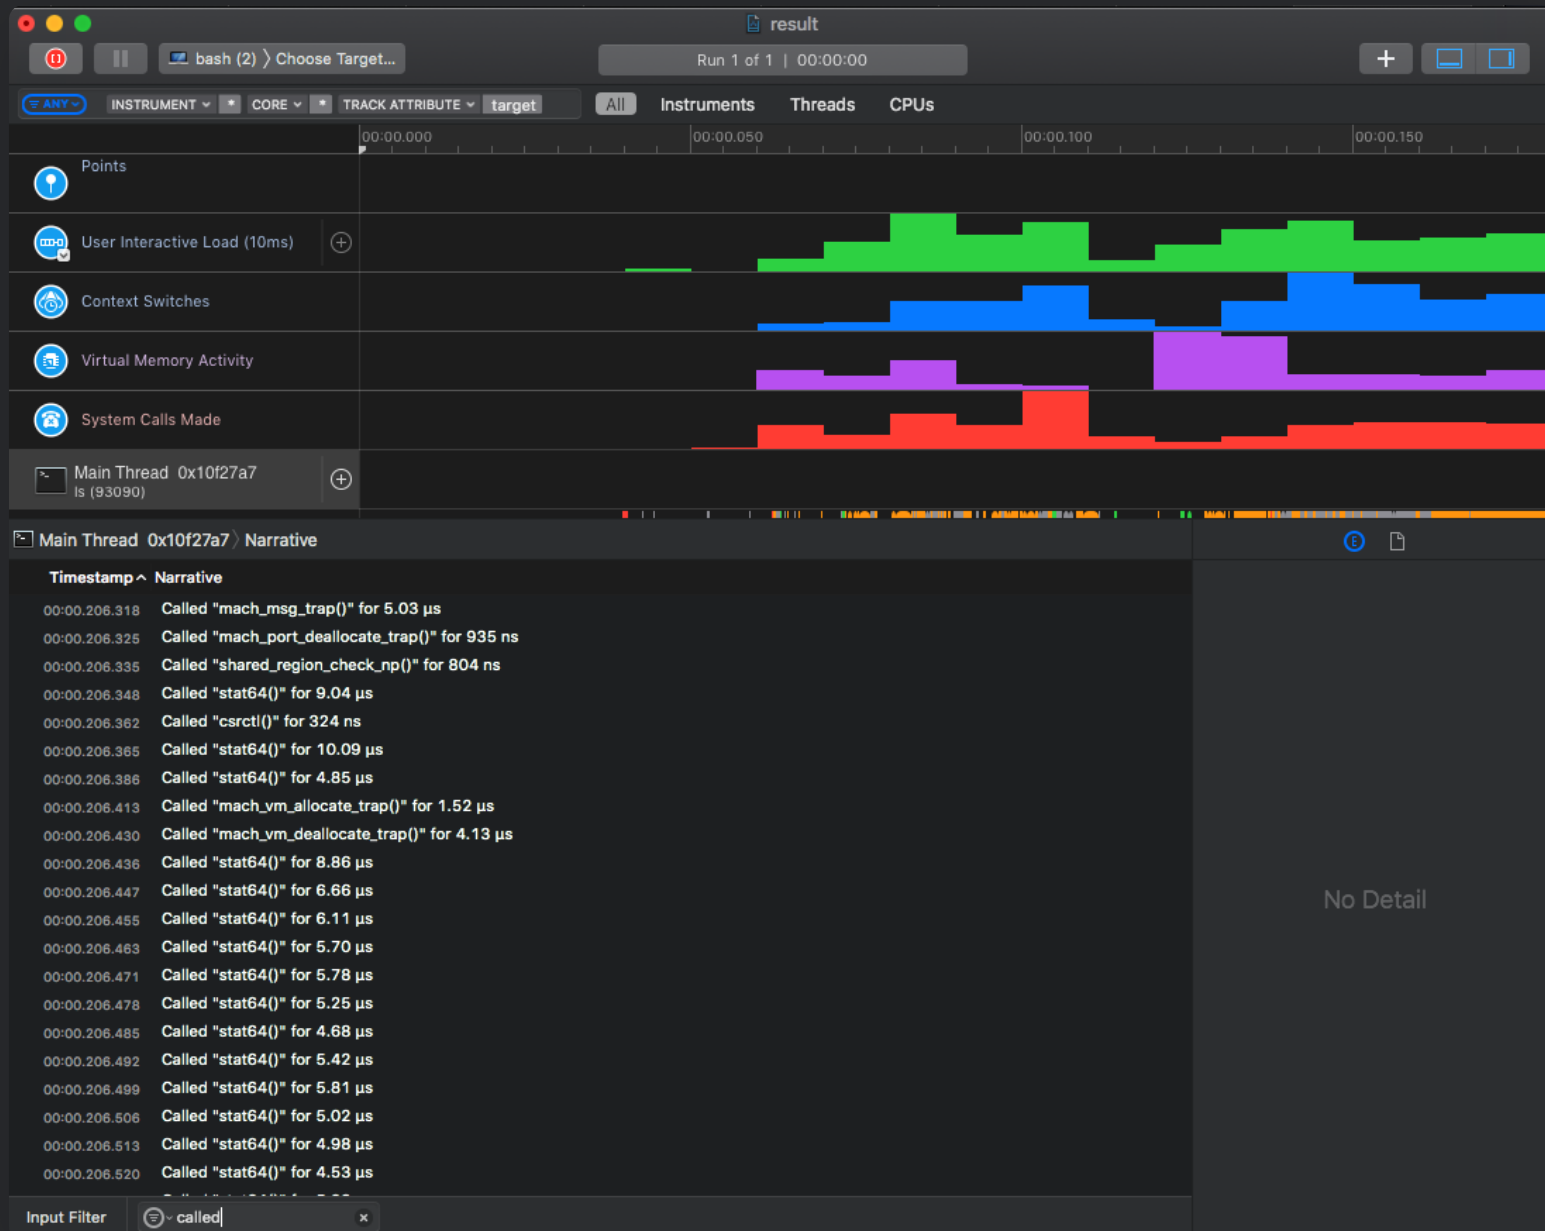 result
bash (2) 〉Choose Target...
Run 1 of 1 | 00:00:00
ANY INSTRUMENT * CORE * TRACK ATTRIBUTE target All Instruments Threads CPUs
00:00.000 00:00.050 00:00.100 00:00.150
Points
User Interactive Load (10ms)
Context Switches
Virtual Memory Activity
System Calls Made
Main Thread 0x10f27a7
ls (93090)
Main Thread 0x10f27a7 〉Narrative
Timestamp Narrative
00:00.206.318 Called "mach_msg_trap()" for 5.03 µs
00:00.206.325 Called "mach_port_deallocate_trap()" for 935 ns
00:00.206.335 Called "shared_region_check_np()" for 804 ns
00:00.206.348 Called "stat64()" for 9.04 µs
00:00.206.362 Called "csrctl()" for 324 ns
00:00.206.365 Called "stat64()" for 10.09 µs
00:00.206.386 Called "stat64()" for 4.85 µs
00:00.206.413 Called "mach_vm_allocate_trap()" for 1.52 µs
00:00.206.430 Called "mach_vm_deallocate_trap()" for 4.13 µs
00:00.206.436 Called "stat64()" for 8.86 µs
00:00.206.447 Called "stat64()" for 6.66 µs
00:00.206.455 Called "stat64()" for 6.11 µs
00:00.206.463 Called "stat64()" for 5.70 µs
00:00.206.471 Called "stat64()" for 5.78 µs
00:00.206.478 Called "stat64()" for 5.25 µs
00:00.206.485 Called "stat64()" for 4.68 µs
00:00.206.492 Called "stat64()" for 5.42 µs
00:00.206.499 Called "stat64()" for 5.81 µs
00:00.206.506 Called "stat64()" for 5.02 µs
00:00.206.513 Called "stat64()" for 4.98 µs
00:00.206.520 Called "stat64()" for 4.53 µs
No Detail
Input Filter called